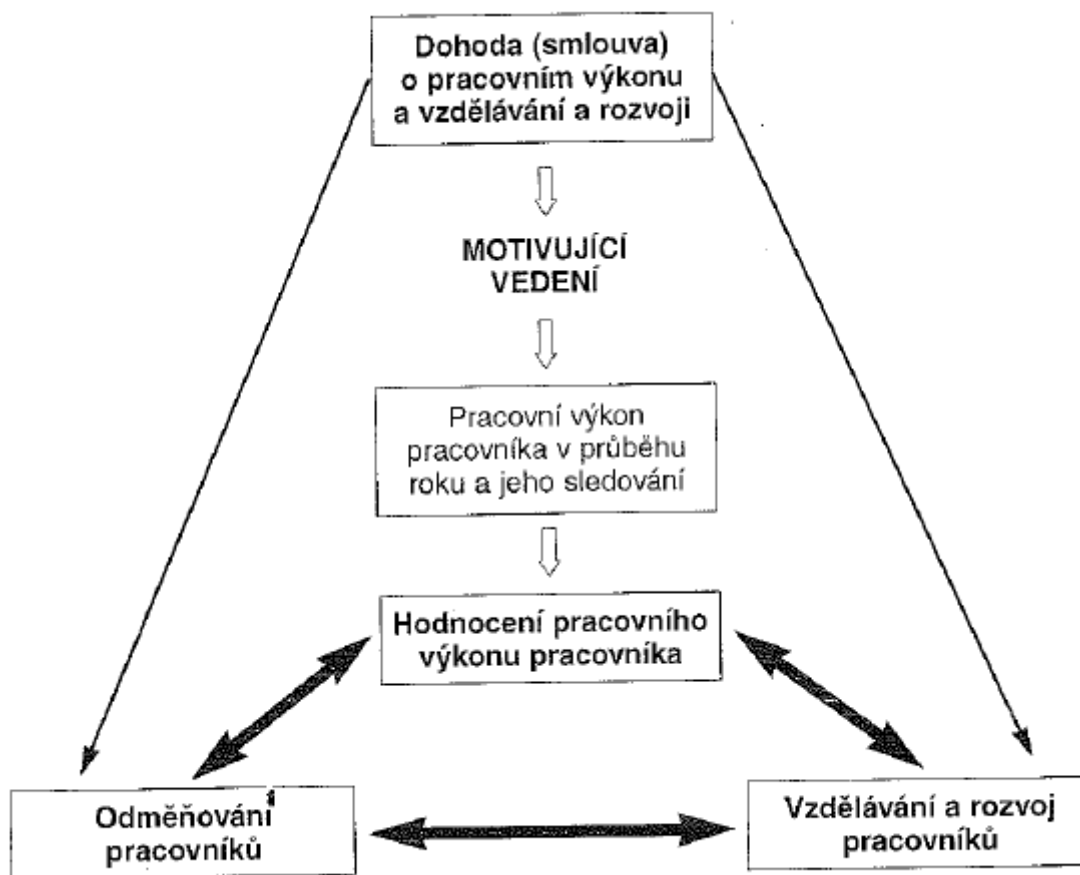 Dohoda (smlouva)
o pracovním výkonu
a vzdělávání a rozvoji
MOTIVUJÍCÍ
VEDENÍ
Pracovní výkon
pracovníka v průběhu
roku a jeho sledování
Hodnocení pracovního
výkonu pracovníka
Odměňování
pracovníků
Vzdělávání a rozvoj
pracovníků